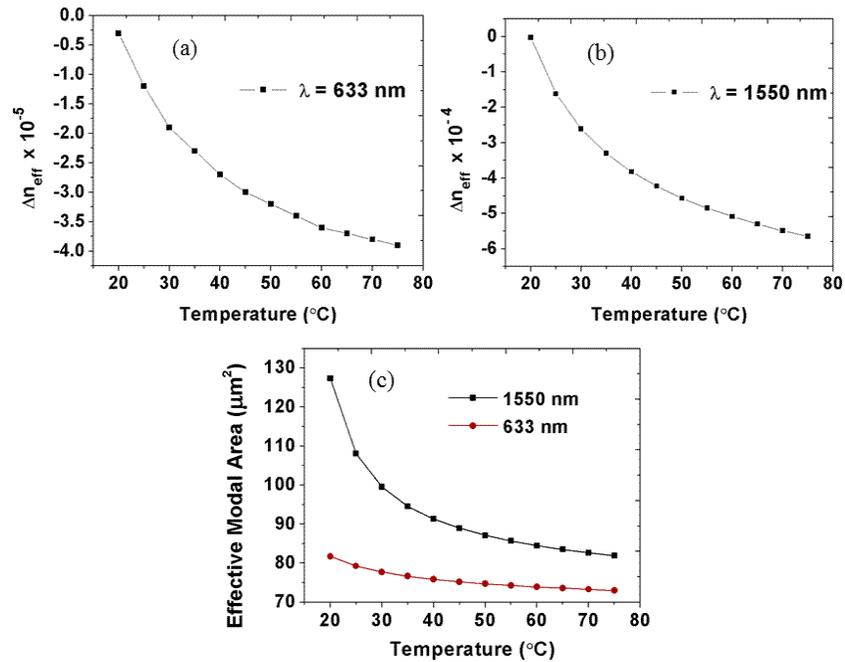 0.0
-0.5
-1.0
-1.5
-2.0
-2.5
-3.0
-3.5
-4.0
Δn_eff x 10^-5
(a)
λ = 633 nm
20 30 40 50 60 70 80
Temperature (°C)
0
-1
-2
-3
-4
-5
-6
Δn_eff x 10^-4
(b)
λ = 1550 nm
20 30 40 50 60 70 80
Temperature (°C)
130
120
110
100
90
80
70
Effective Modal Area (μm²)
(c)
1550 nm
633 nm
20 30 40 50 60 70 80
Temperature (°C)